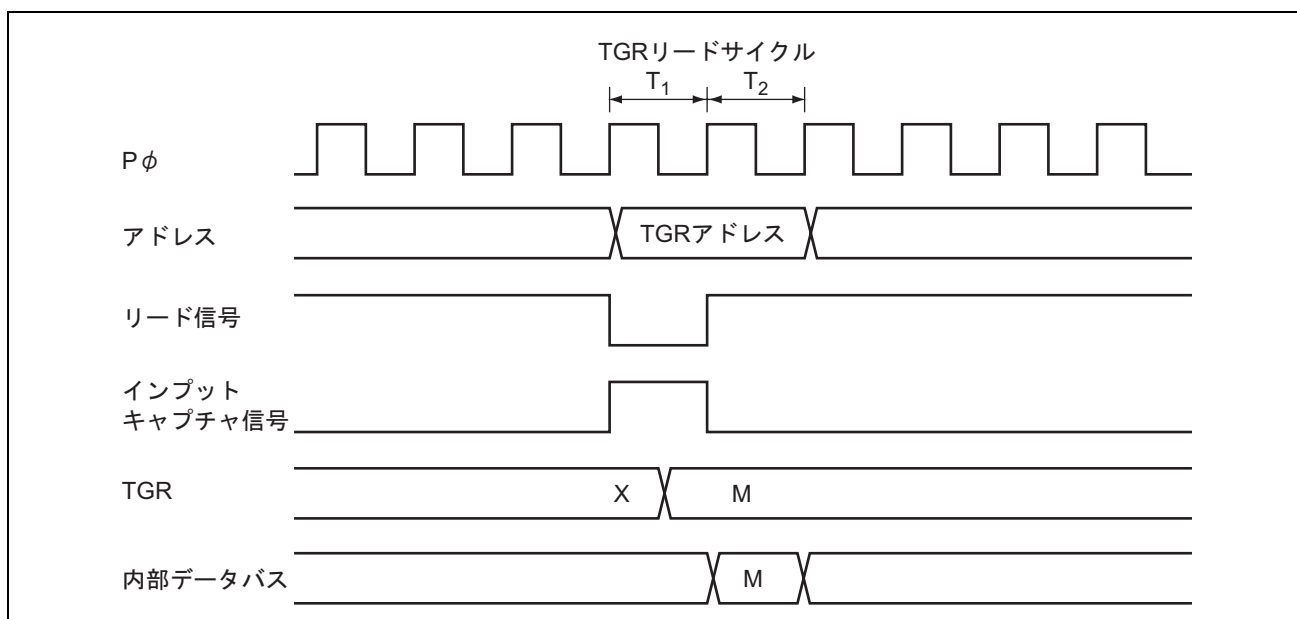 TGRリードサイクル
T1 T2
Pφ
アドレス
TGRアドレス
リード信号
インプット
キャプチャ信号
TGR
X M
内部データバス
M